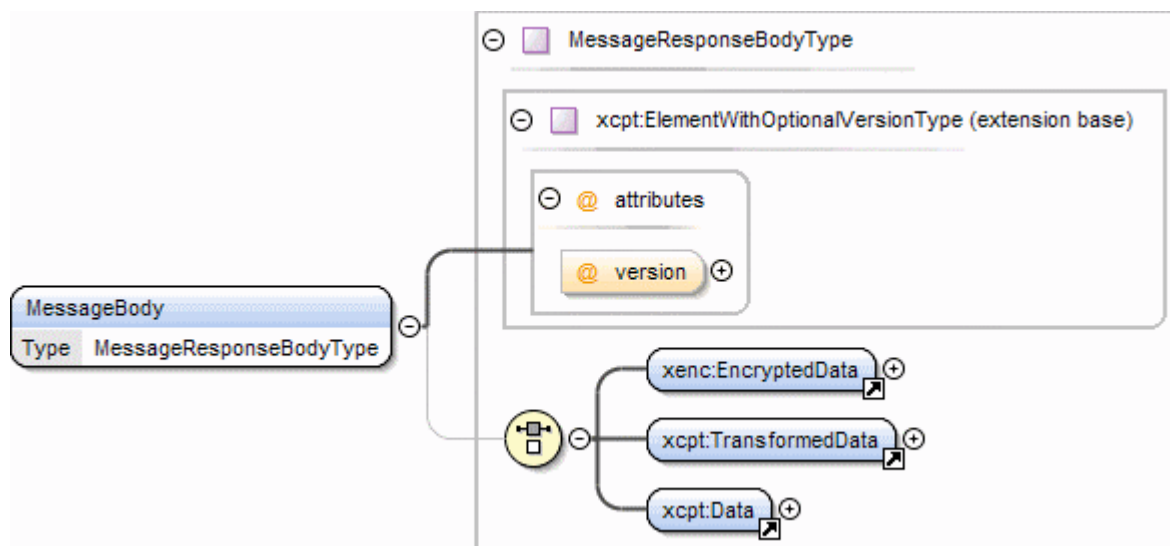 MessageResponseBodyType
xcpt:ElementWithOptionalVersionType (extension base)
@ attributes
@ version
MessageBody
Type MessageResponseBodyType
xenc:EncryptedData
xcpt:TransformedData
xcpt:Data